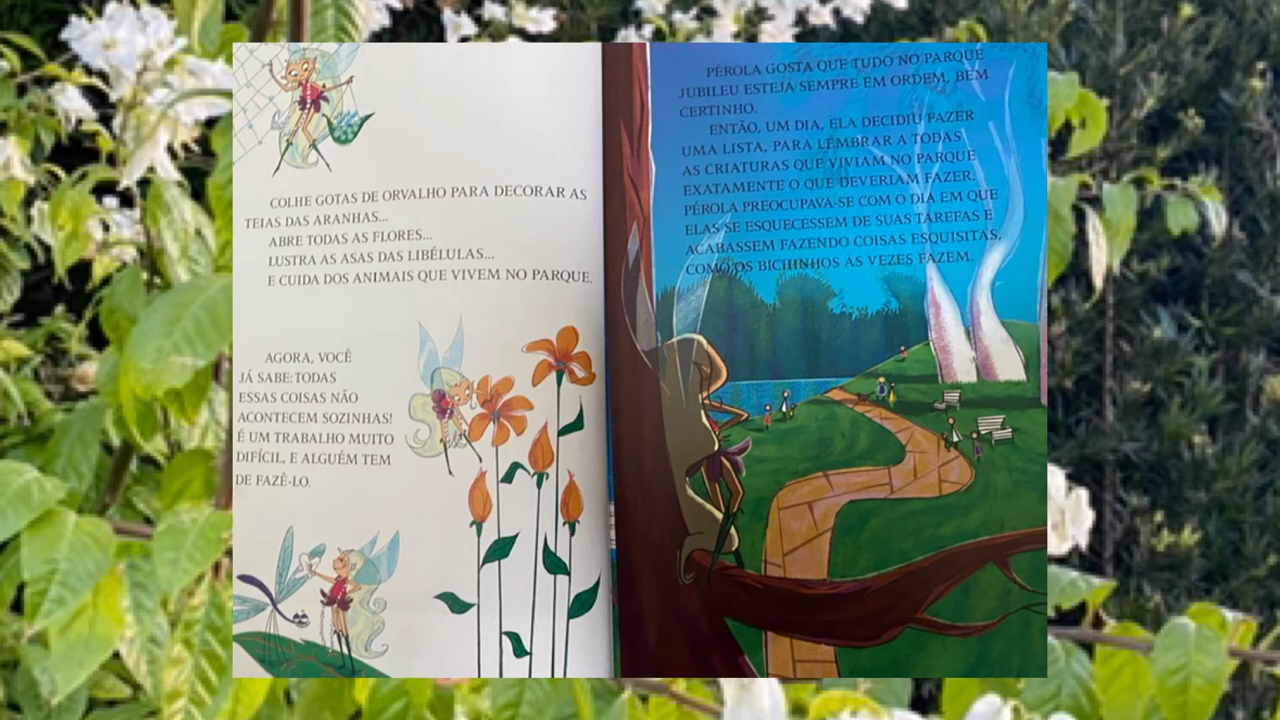 COLHE GOTAS DE ORVALHO PARA DECORAR AS
TEIAS DAS ARANHAS...
ABRE TODAS AS FLORES...
LUSTRA AS ASAS DAS LIBÉLULAS...
E CUIDA DOS ANIMAIS QUE VIVEM NO PARQUE.
AGORA, VOCÊ
JÁ SABE: TODAS
ESSAS COISAS NÃO
ACONTECEM SOZINHAS!
É UM TRABALHO MUITO
DIFÍCIL, E ALGUÉM TEM
DE FAZÊ-LO.
PÉROLA GOSTA QUE TUDO NO PARQUE
JUBILEU ESTEJA SEMPRE EM ORDEM, BEM
CERTINHO.
ENTÃO, UM DIA, ELA DECIDIU FAZER
UMA LISTA, PARA LEMBRAR A TODAS
AS CRIATURAS QUE VIVIAM NO PARQUE
EXATAMENTE O QUE DEVERIAM FAZER.
PÉROLA PREOCUPAVA-SE COM O DIA EM QUE
ELAS SE ESQUECESSEM DE SUAS TAREFAS E
ACABASSEM FAZENDO COISAS ESQUISITAS,
COMO OS BICHINHOS ÀS VEZES FAZEM.